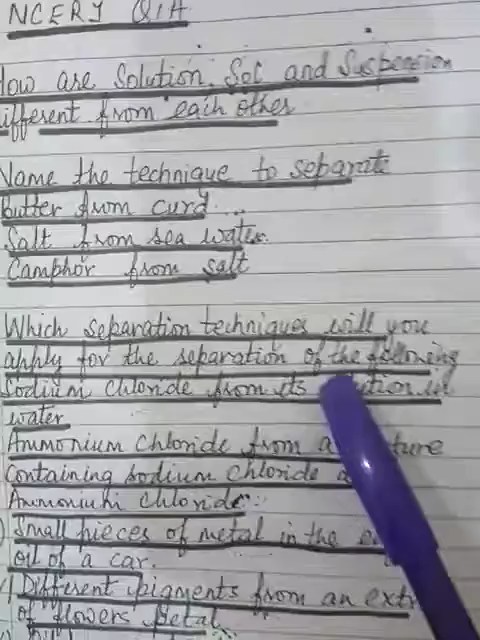 NCERT Q/A
How are Solution, Sol and Suspension
different from each other
Name the technique to separate
butter from curd...
Salt from sea water.
Camphor from salt
Which separation techniques will you
apply for the separation of the following
Sodium chloride from its solution in
water
Ammonium chloride from a
containing sodium chloride
Ammonium chloride.
Small pieces of metal in the
oil of a car.
Different pigments from an
of flowers Petal